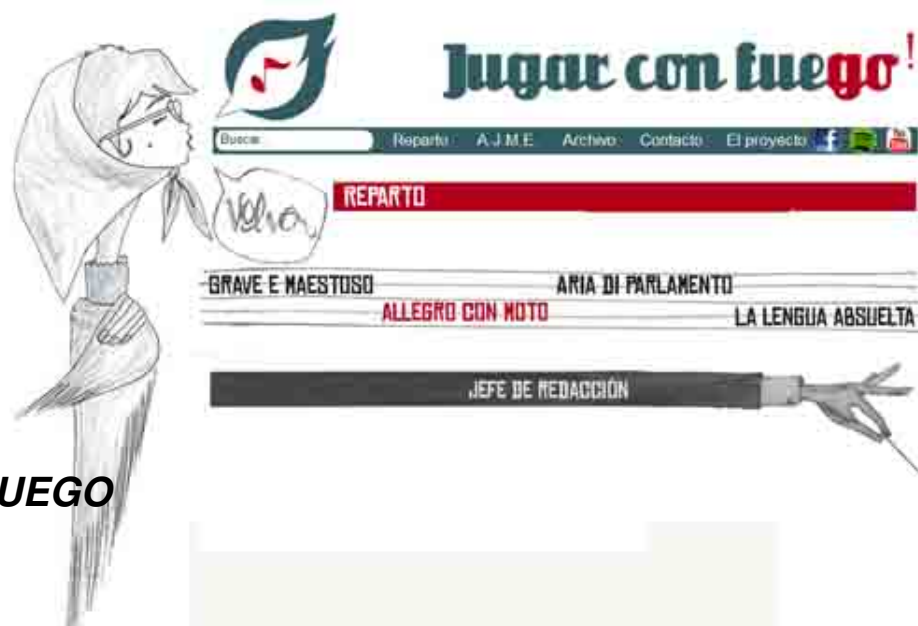 Jugar con fuego!
Buscar Reparto A.J.M.E. Archivo Contacto El proyecto
Volver
REPARTO
GRAVE E MAESTOSO ARIA DI PARLAMENTO
ALLEGRO CON MOTO LA LENGUA ABSUELTA
JEFE DE REDACCIÓN
UEGO